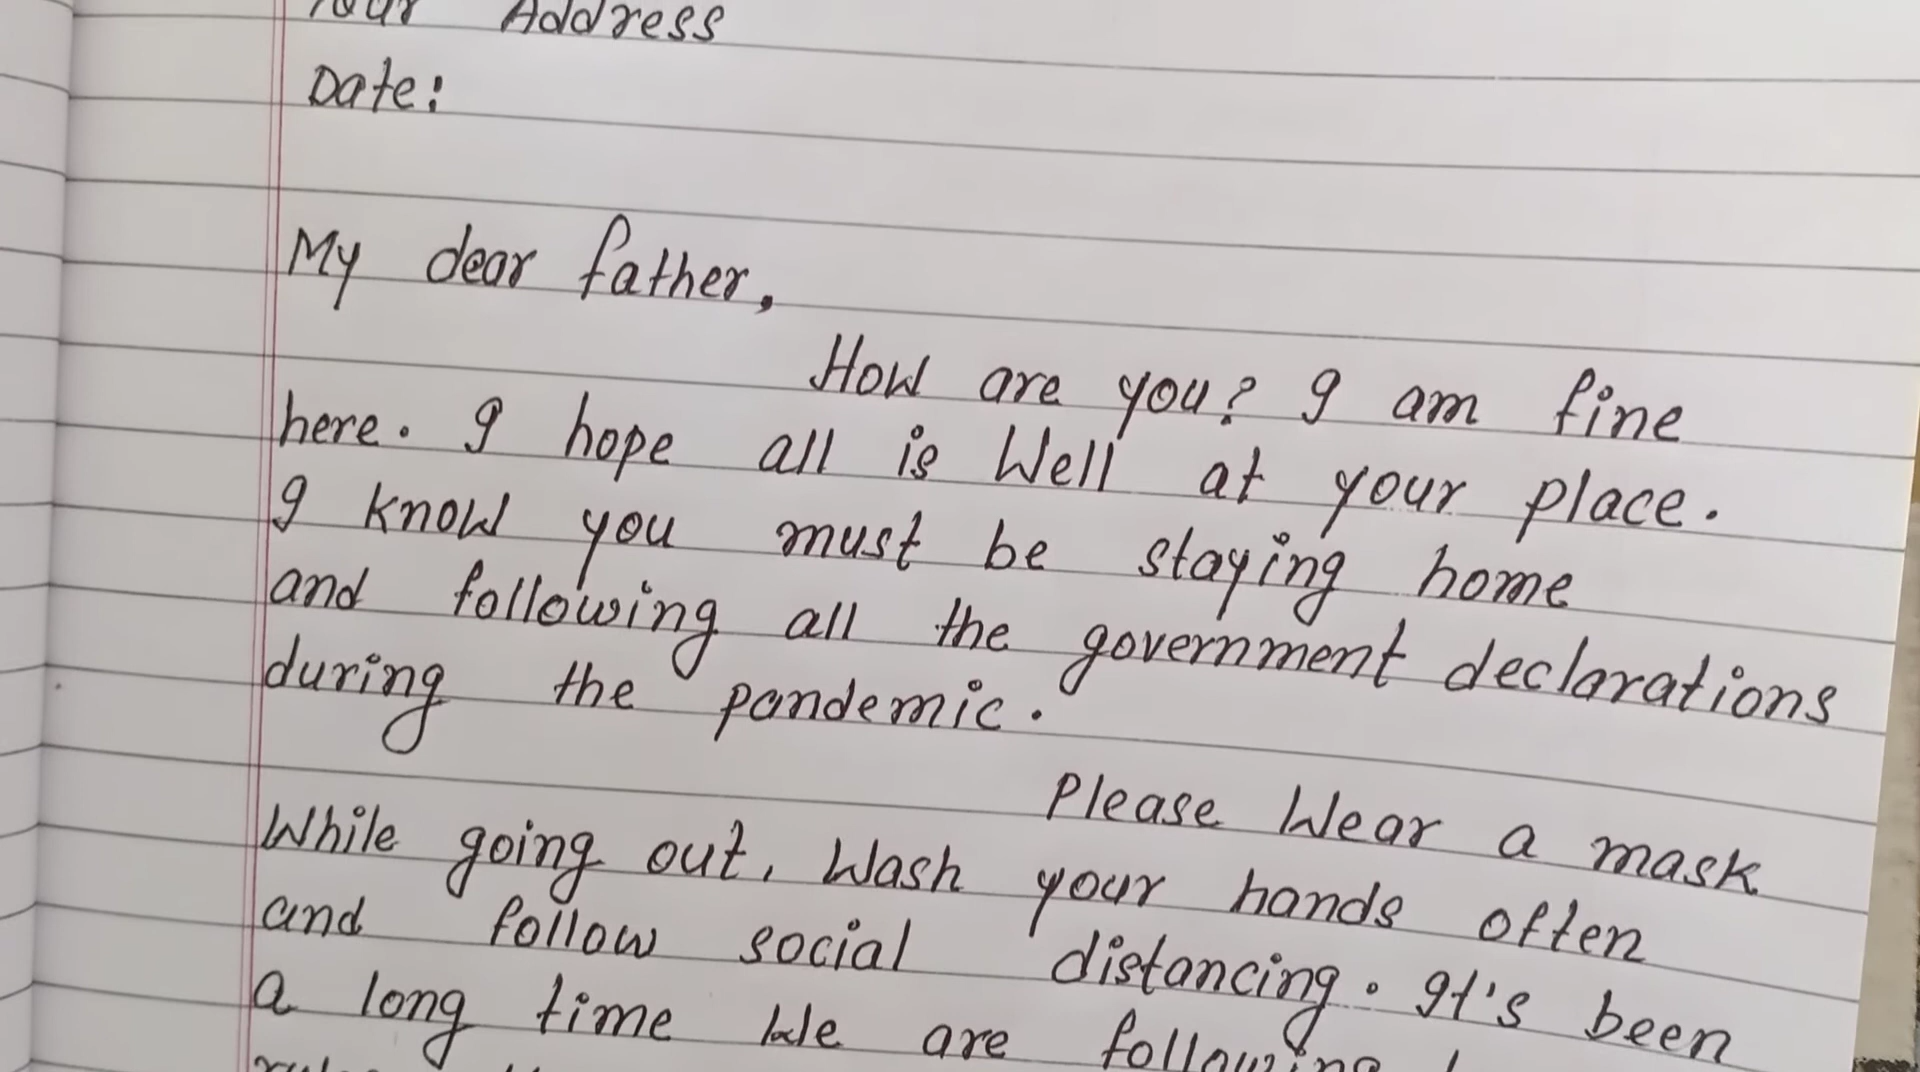 Your Address
Date:
My dear father,
How are you? I am fine
here. I hope all is Well at your place.
I know you must be staying home
and following all the government declarations
during the pandemic.
Please Wear a mask
While going out, Wash your hands often
and follow social distancing. It's been
a long time We are following